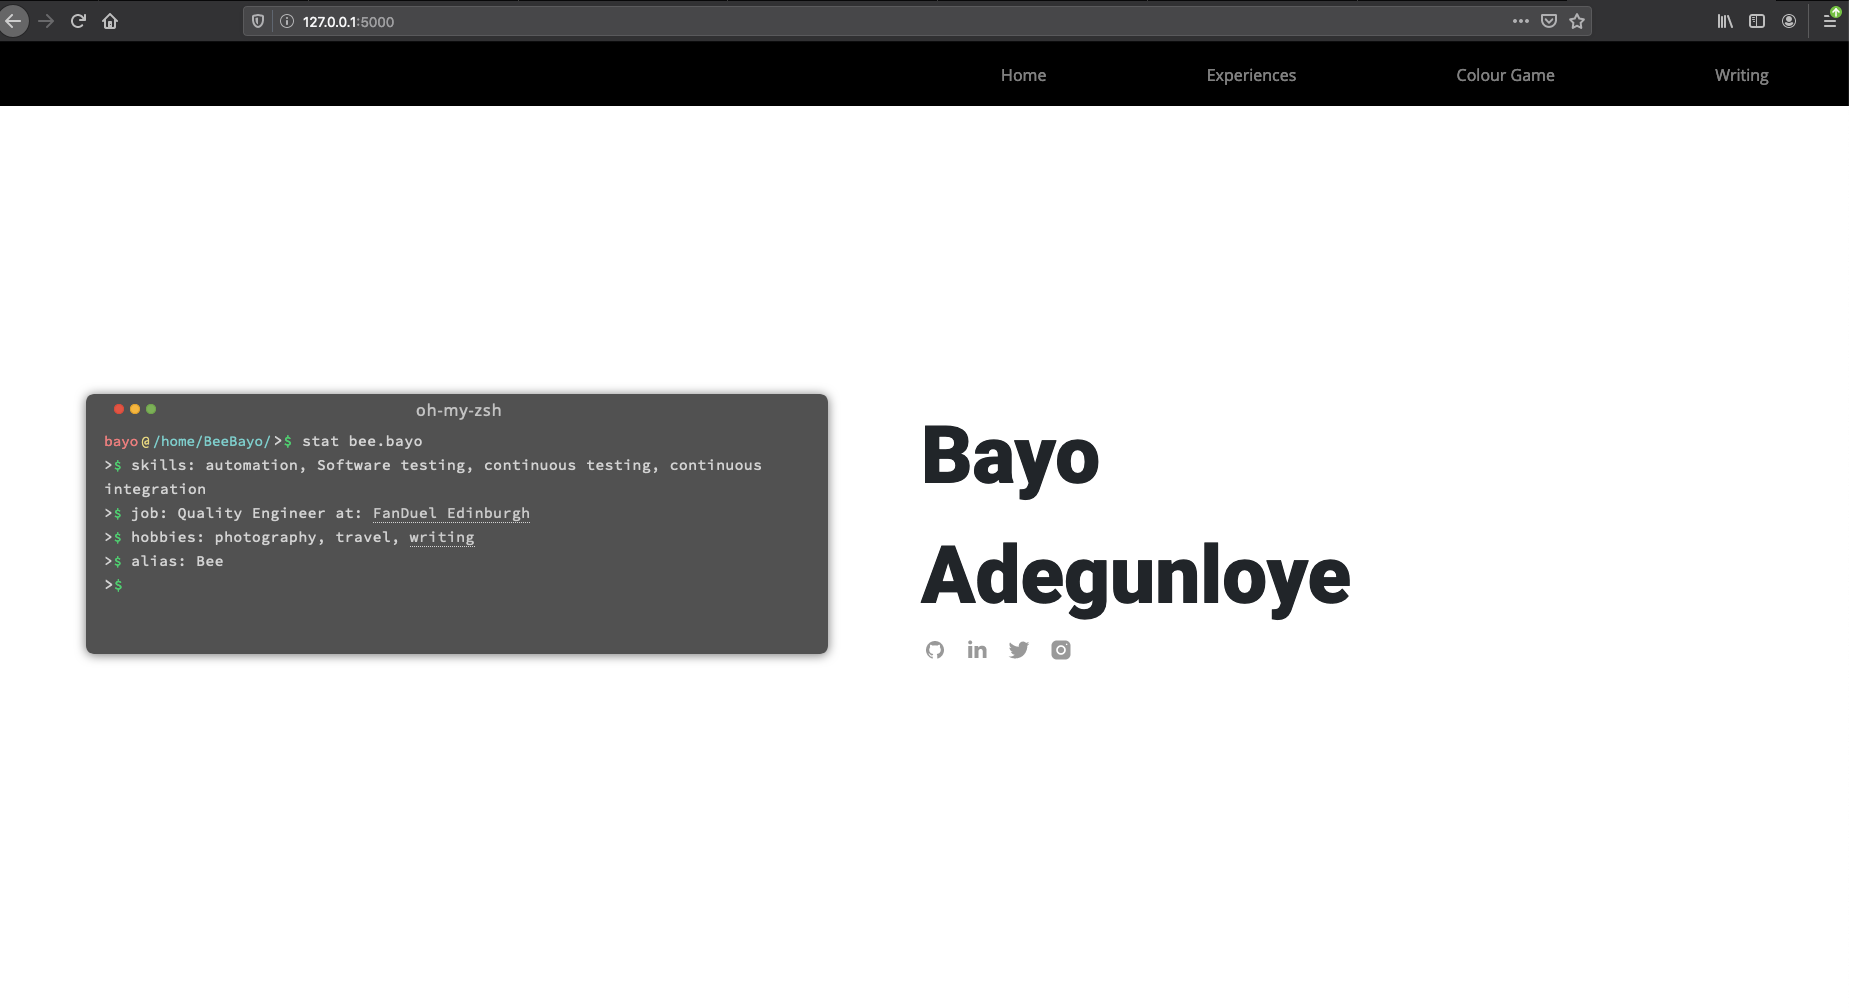 127.0.0.1:5000
Home Experiences Colour Game Writing
oh-my-zsh
bayo@/home/BeeBayo/>$ stat bee.bayo
>$ skills: automation, Software testing, continuous testing, continuous
integration
>$ job: Quality Engineer at: FanDuel Edinburgh
>$ hobbies: photography, travel, writing
>$ alias: Bee
>$
Bayo
Adegunloye